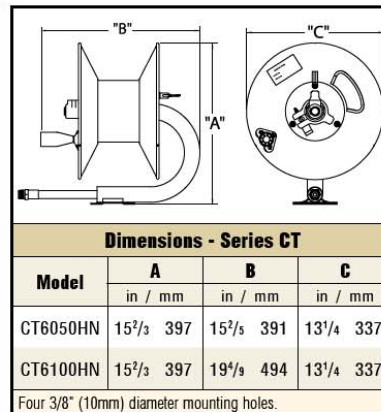 "B"
"C"
"A"
Dimensions - Series CT
Model A B C
in / mm in / mm in / mm
CT6050HN 15²/₃ 397 15²/₅ 391 13¹/₄ 337
CT6100HN 15²/₃ 397 19⁴/₉ 494 13¹/₄ 337
Four 3/8" (10mm) diameter mounting holes.